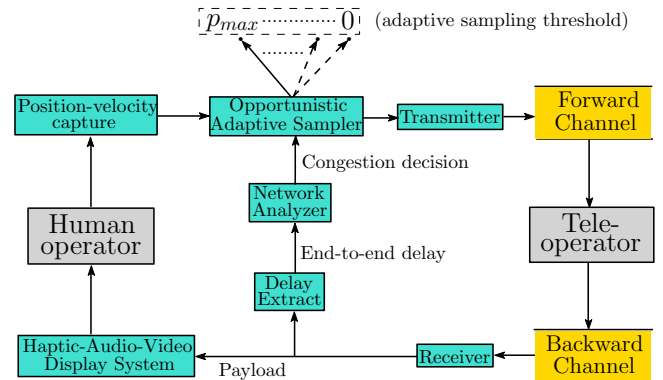 p_max ............... 0 (adaptive sampling threshold)
.........
Position-velocity
capture
Opportunistic
Adaptive Sampler
Transmitter
Forward
Channel
Congestion decision
Network
Analyzer
Human
operator
Tele-
operator
End-to-end delay
Delay
Extract
Haptic-Audio-Video
Display System
Payload
Receiver
Backward
Channel